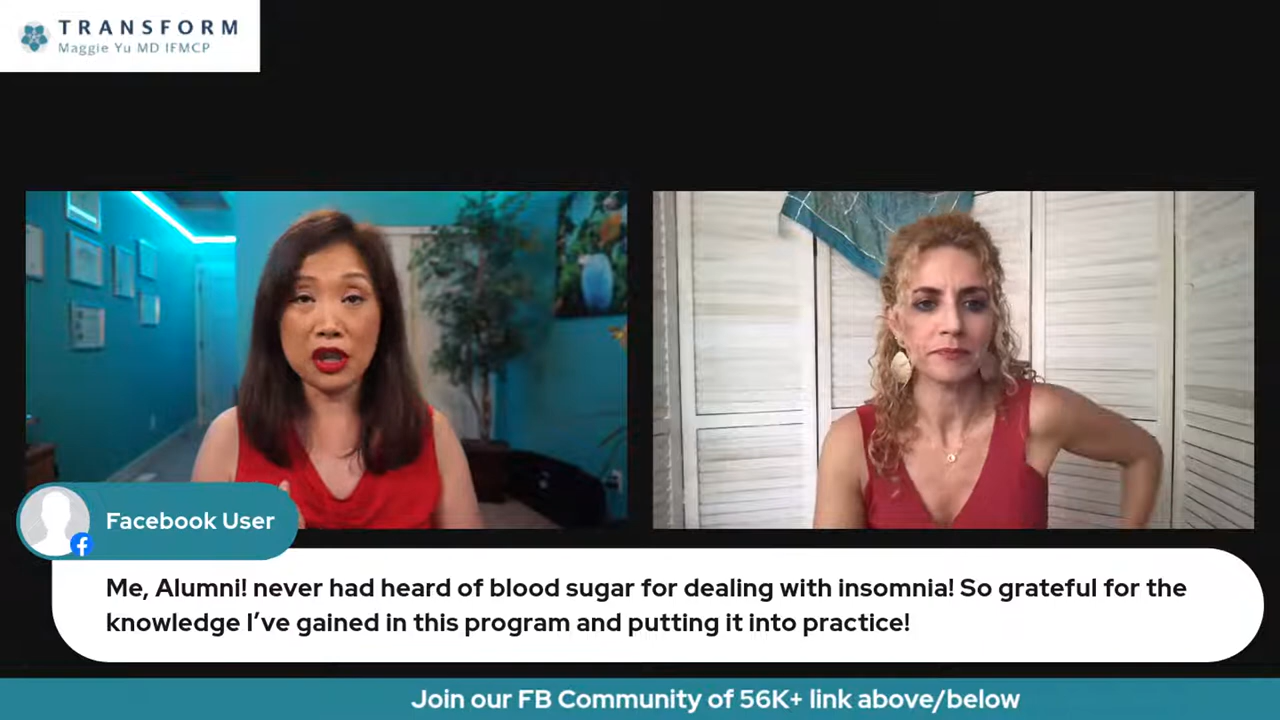 TRANSFORM
Maggie Yu MD IFMCP
Facebook User
Me, Alumni! never had heard of blood sugar for dealing with insomnia! So grateful for the
knowledge I’ve gained in this program and putting it into practice!
Join our FB Community of 56K+ link above/below